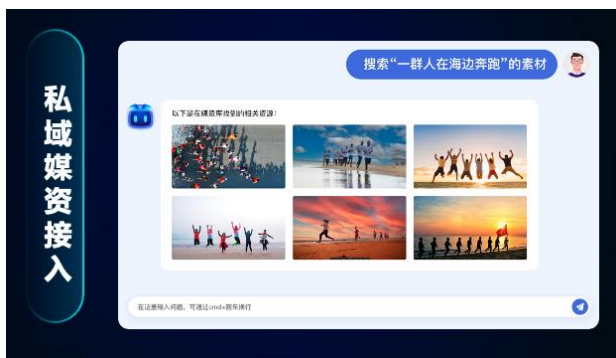 私域媒资接入
搜索“一群人在海边奔跑”的素材
以下是在媒资库找到的相关资源：
在这里输入问题，可通过cmd+回车换行